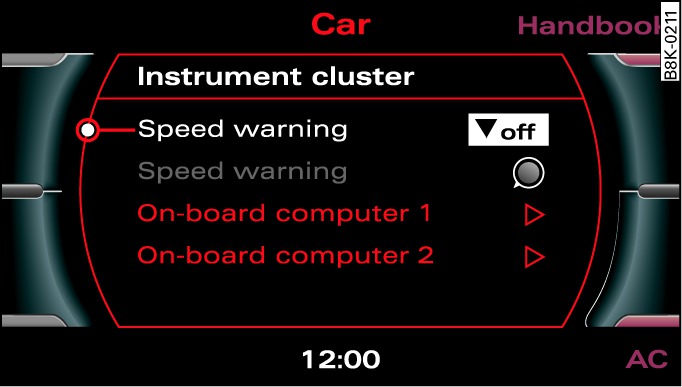 Car
Handbook
B8K-0211
Instrument cluster
Speed warning
off
Speed warning
On-board computer 1
On-board computer 2
12:00
AC